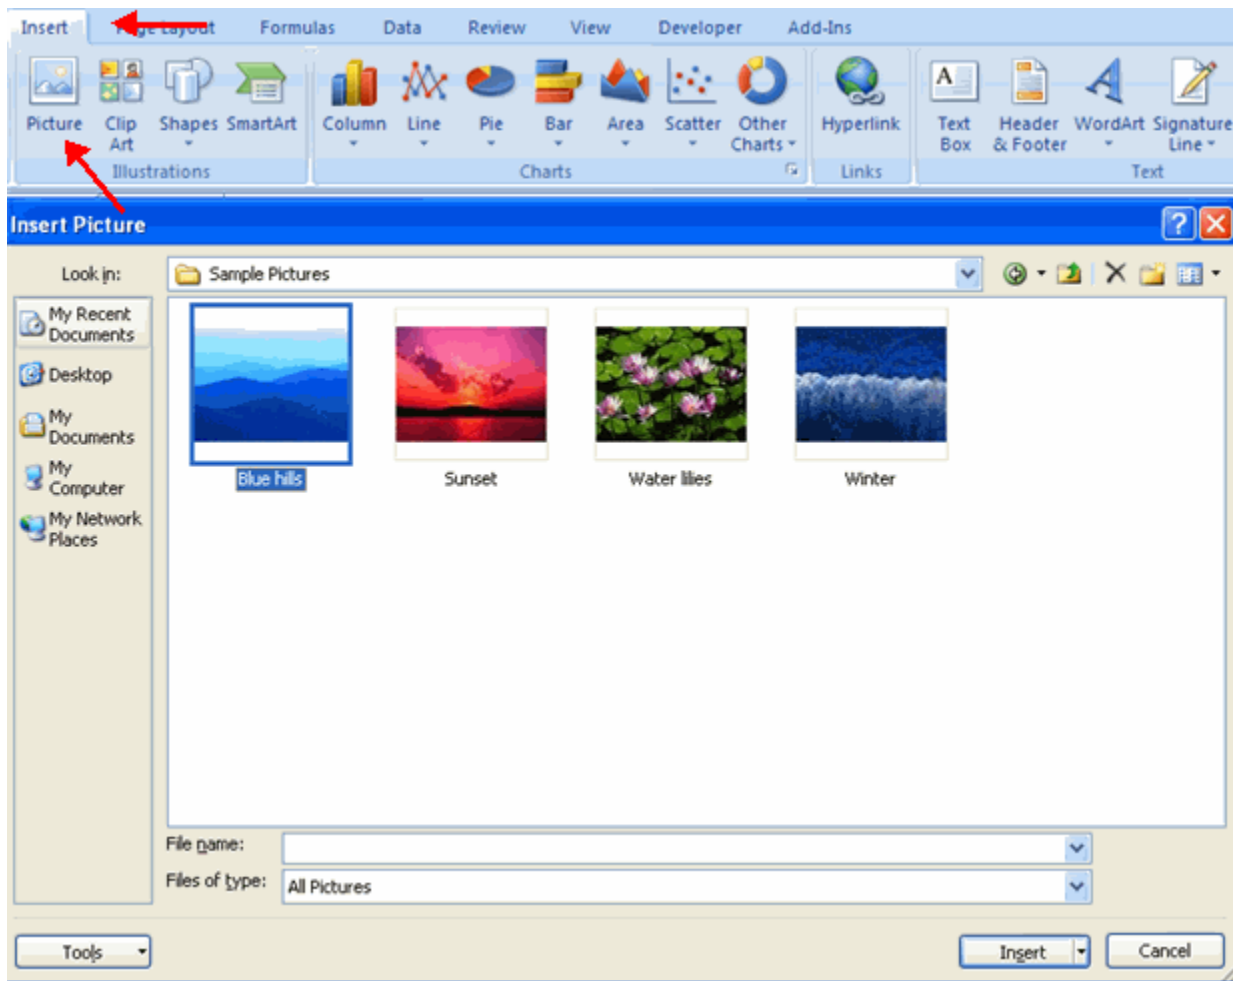 Insert Page Layout Formulas Data Review View Developer Add-Ins
Picture Clip Art Shapes SmartArt Column Line Pie Bar Area Scatter Other Charts Hyperlink Text Box Header & Footer WordArt Signature Line
Illustrations Charts Links Text
Insert Picture
Look in: Sample Pictures
My Recent
Documents
Desktop
My
Documents
My
Computer
My Network
Places
Blue hills Sunset Water lilies Winter
File name:
Files of type: All Pictures
Tools Insert Cancel